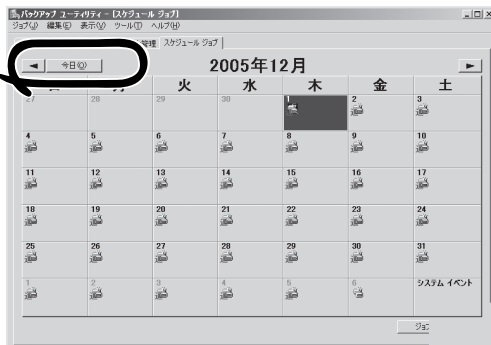 バックアップ ユーティリティ - [スケジュール ジョブ]
ジョブ(J) 編集(E) 表示(V) ツール(T) ヘルプ(H)
管理 スケジュール ジョブ
今日(O) 2005年12月
火 水 木 金 土
27 28 29 30 1 2 3
4 5 6 7 8 9 10
11 12 13 14 15 16 17
18 19 20 21 22 23 24
25 26 27 28 29 30 31
1 2 3 4 5 6 システム イベント